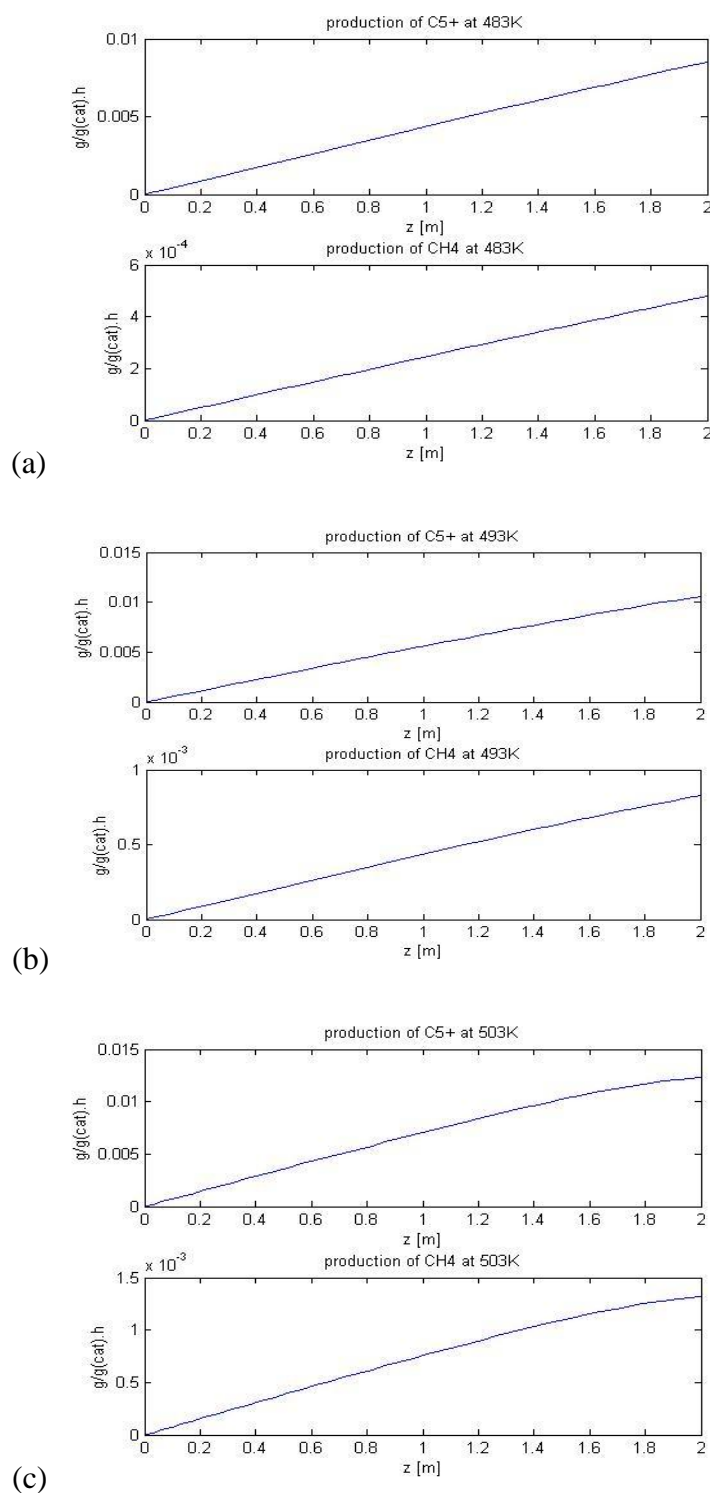 production of C5+ at 483K
0.01
0.005
0
g/g(cat).h
0 0.2 0.4 0.6 0.8 1 1.2 1.4 1.6 1.8 2
z [m]
production of CH4 at 483K
x 10-4
6
4
2
0
g/g(cat).h
0 0.2 0.4 0.6 0.8 1 1.2 1.4 1.6 1.8 2
z [m]
(a)
production of C5+ at 493K
0.015
0.01
0.005
0
g/g(cat).h
0 0.2 0.4 0.6 0.8 1 1.2 1.4 1.6 1.8 2
z [m]
production of CH4 at 493K
x 10-3
1
0.5
0
g/g(cat).h
0 0.2 0.4 0.6 0.8 1 1.2 1.4 1.6 1.8 2
z [m]
(b)
production of C5+ at 503K
0.015
0.01
0.005
0
g/g(cat).h
0 0.2 0.4 0.6 0.8 1 1.2 1.4 1.6 1.8 2
z [m]
production of CH4 at 503K
x 10-3
1.5
1
0.5
0
g/g(cat).h
0 0.2 0.4 0.6 0.8 1 1.2 1.4 1.6 1.8 2
z [m]
(c)